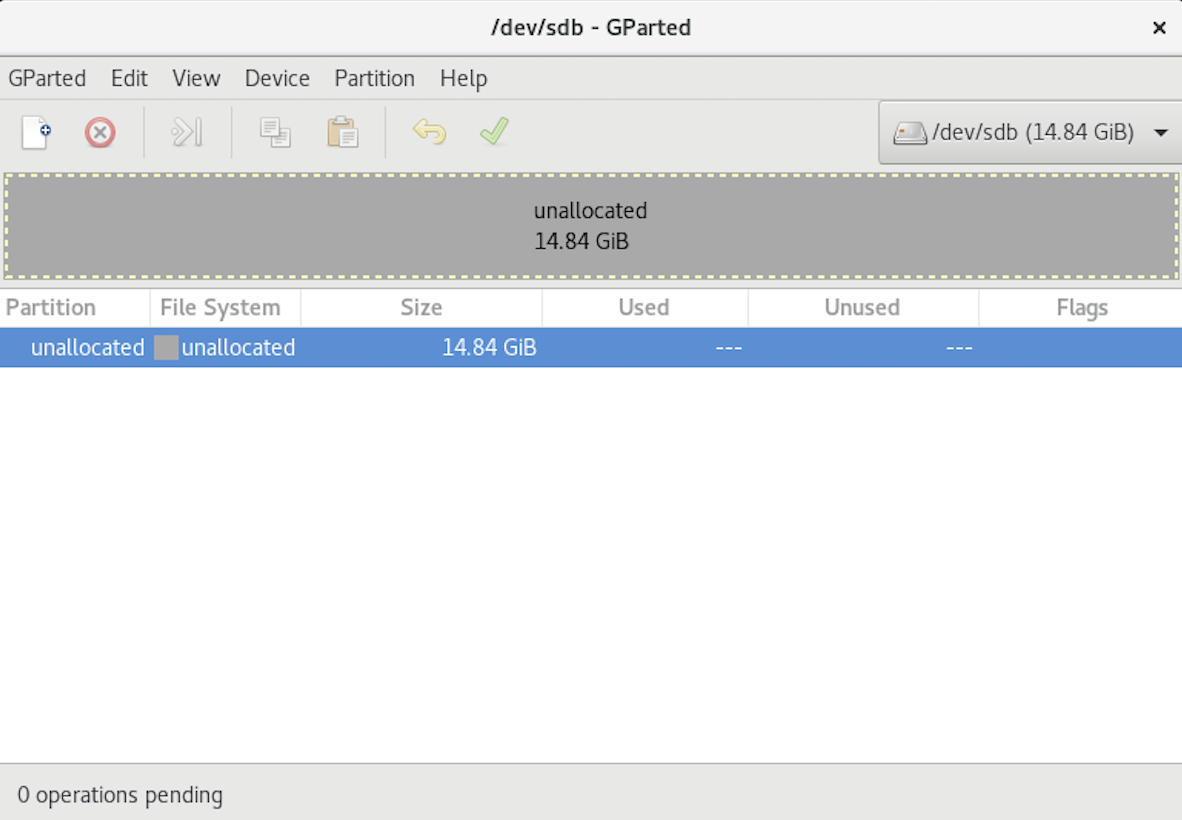 /dev/sdb - GParted
GParted Edit View Device Partition Help
/dev/sdb (14.84 GiB)
unallocated
14.84 GiB
Partition File System Size Used Unused Flags
unallocated unallocated 14.84 GiB --- ---
0 operations pending